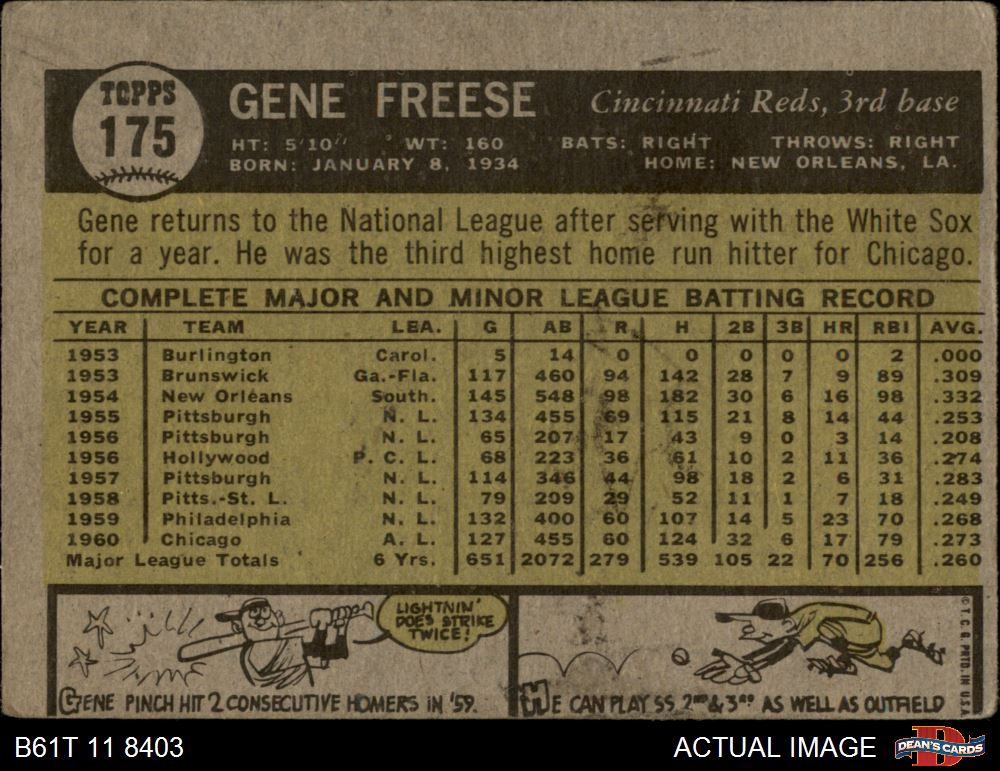 TOPPS
175
GENE FREESE
Cincinnati Reds, 3rd base
HT: 5'10" WT: 160 BATS: RIGHT THROWS: RIGHT
BORN: JANUARY 8, 1934 HOME: NEW ORLEANS, LA.
Gene returns to the National League after serving with the White Sox
for a year. He was the third highest home run hitter for Chicago.
COMPLETE MAJOR AND MINOR LEAGUE BATTING RECORD
YEAR TEAM LEA. G AB R H 2B 3B HR RBI AVG.
1953 Burlington Carol. 5 14 0 0 0 0 0 2 .000
1953 Brunswick Ga.-Fla. 117 460 94 142 28 7 9 89 .309
1954 New Orleans South. 145 548 98 182 30 6 16 98 .332
1955 Pittsburgh N. L. 134 455 69 115 21 8 14 44 .253
1956 Pittsburgh N. L. 65 207 17 43 9 0 3 14 .208
1956 Hollywood P. C. L. 68 223 36 61 10 2 11 36 .274
1957 Pittsburgh N. L. 114 346 44 98 18 2 6 31 .283
1958 Pitts.-St. L. N. L. 79 209 29 52 11 1 7 18 .249
1959 Philadelphia N. L. 132 400 60 107 14 5 23 70 .268
1960 Chicago A. L. 127 455 60 124 32 6 17 79 .273
Major League Totals 6 Yrs. 651 2072 279 539 105 22 70 256 .260
LIGHTNIN'
DOES STRIKE
TWICE!
GENE PINCH HIT 2 CONSECUTIVE HOMERS IN '59.
HE CAN PLAY SS, 2ND & 3RD AS WELL AS OUTFIELD
© T. C. G. PRTD. IN U.S.A.
B61T 11 8403
ACTUAL IMAGE
DEAN'S CARDS